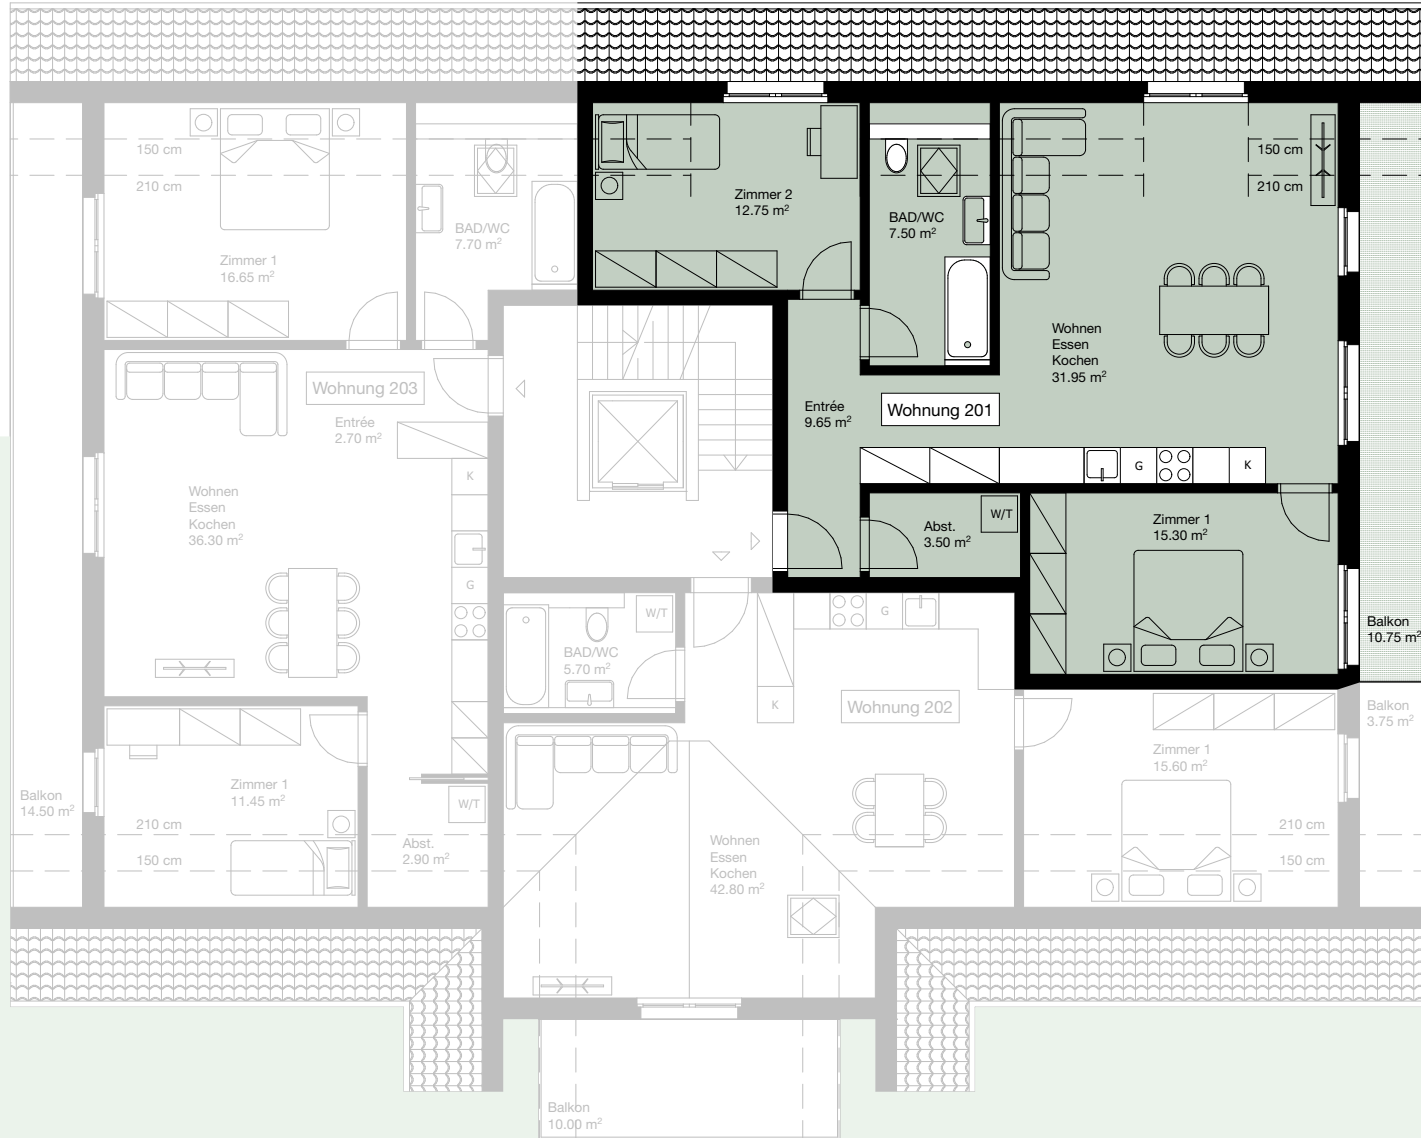 150 cm
210 cm
Zimmer 1
16.65 m²
BAD/WC
7.70 m²
Zimmer 2
12.75 m²
BAD/WC
7.50 m²
150 cm
210 cm
Wohnen
Essen
Kochen
31.95 m²
Wohnung 203
Entrée
2.70 m²
Entrée
9.65 m²
Wohnung 201
K
G
K
Wohnen
Essen
Kochen
36.30 m²
G
Abst.
3.50 m²
W/T
Zimmer 1
15.30 m²
Balkon
10.75 m²
W/T
BAD/WC
5.70 m²
G
K
Wohnung 202
Balkon
3.75 m²
Zimmer 1
15.60 m²
Zimmer 1
11.45 m²
Balkon
14.50 m²
210 cm
150 cm
W/T
Abst.
2.90 m²
Wohnen
Essen
Kochen
42.80 m²
210 cm
150 cm
Balkon
10.00 m²